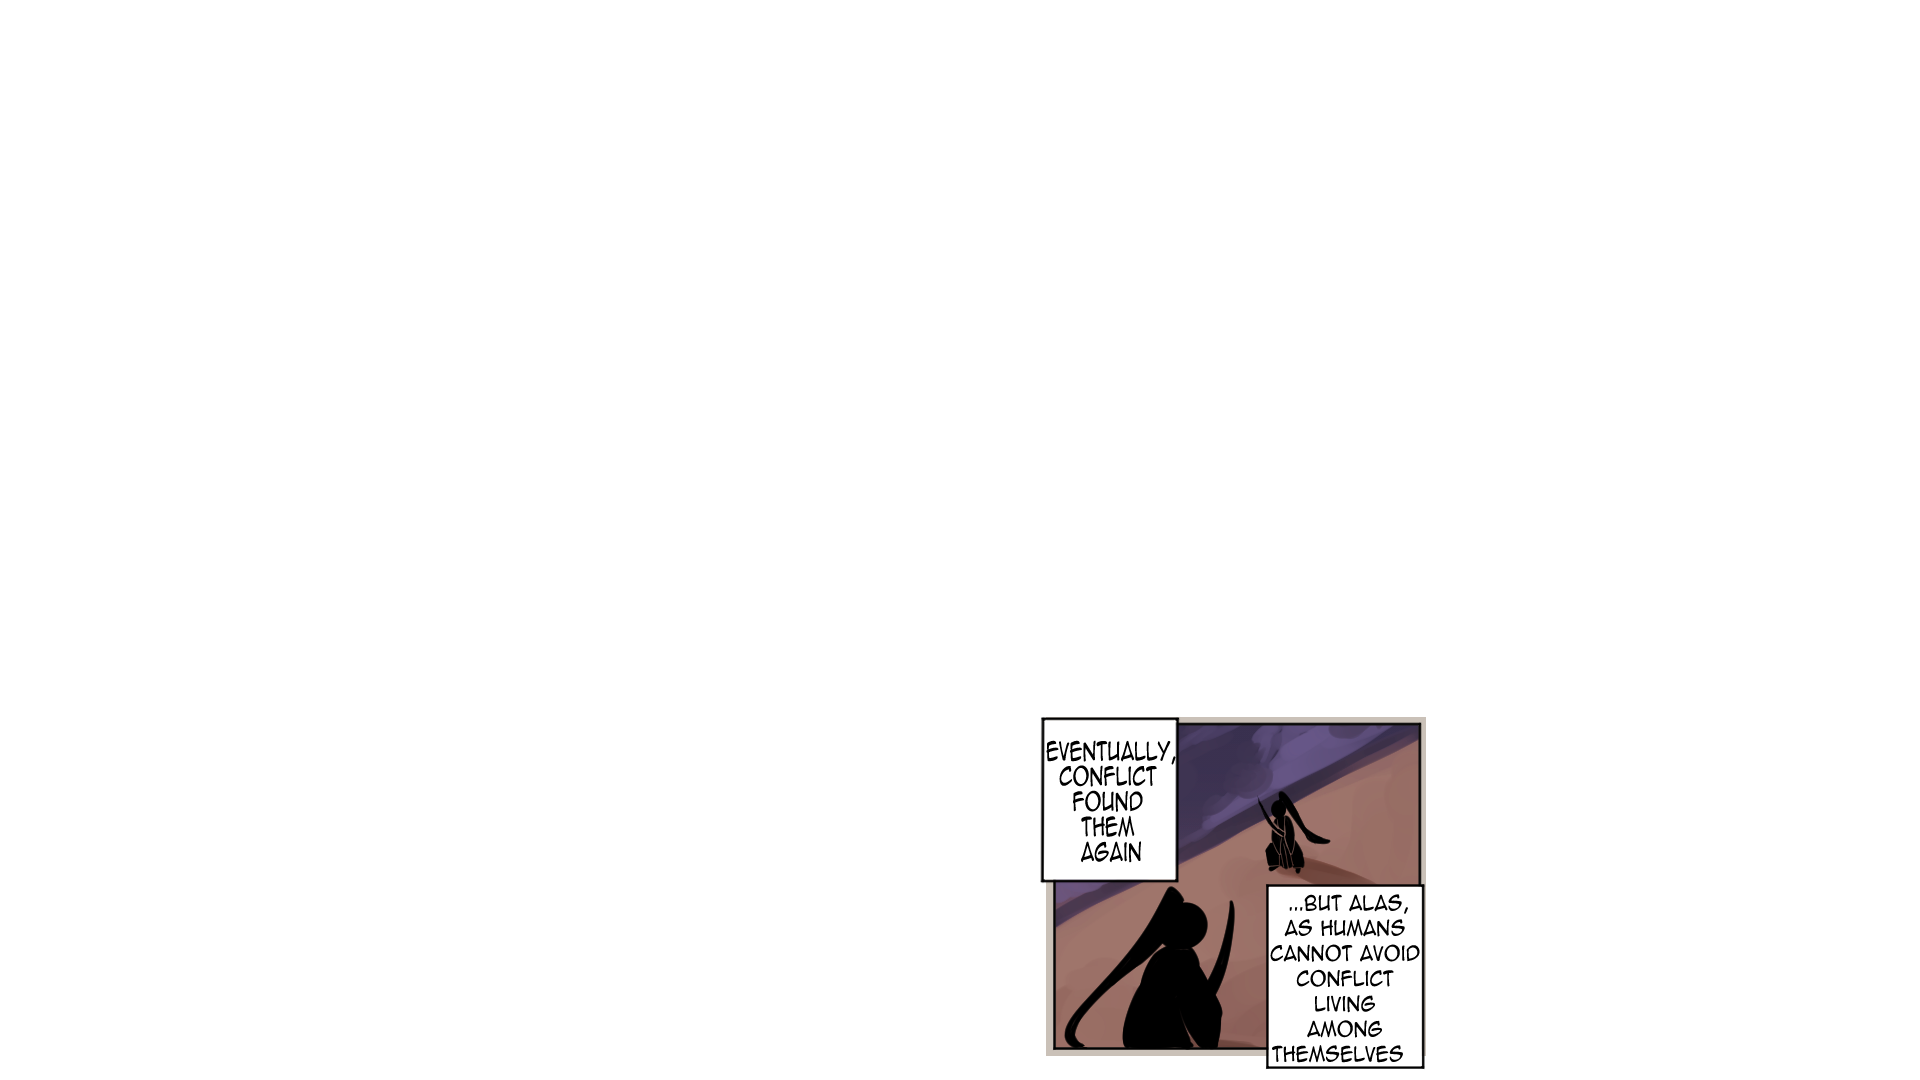 EVENTUALLY,
CONFLICT
FOUND
THEM
AGAIN
...BUT ALAS,
AS HUMANS
CANNOT AVOID
CONFLICT
LIVING
AMONG
THEMSELVES